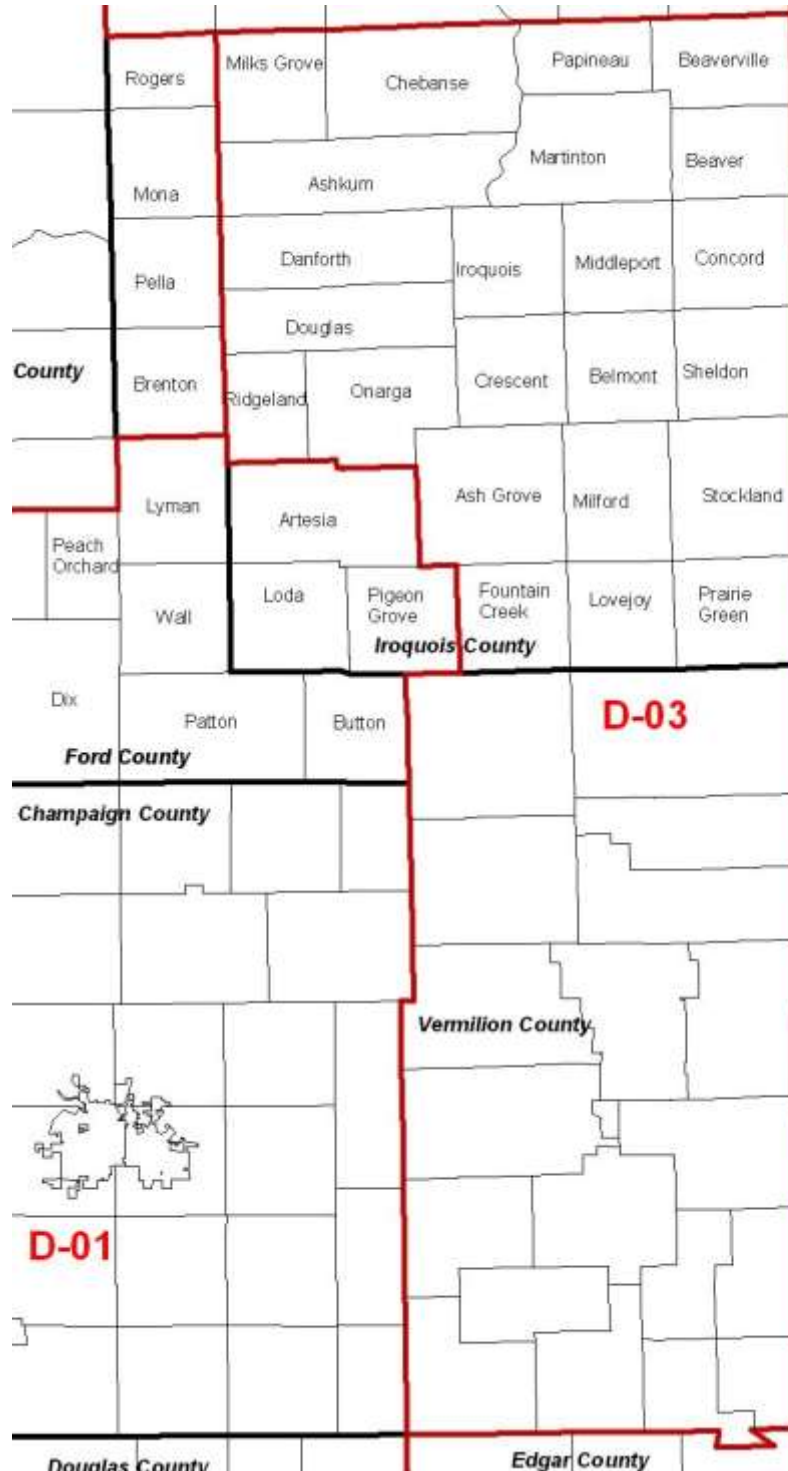 Rogers
Milks Grove
Chebanse
Papineau
Beaverville
Mona
Ashkum
Martinton
Beaver
Pella
Danforth
Iroquois
Middleport
Concord
Douglas
County
Brenton
Ridgeland
Onarga
Crescent
Belmont
Sheldon
Lyman
Artesia
Ash Grove
Milford
Stockland
Peach
Orchard
Wall
Loda
Pigeon
Grove
Fountain
Creek
Lovejoy
Prairie
Green
Iroquois County
Dix
Patton
Button
D-03
Ford County
Champaign County
Vermilion County
D-01
Douglas County
Edgar County